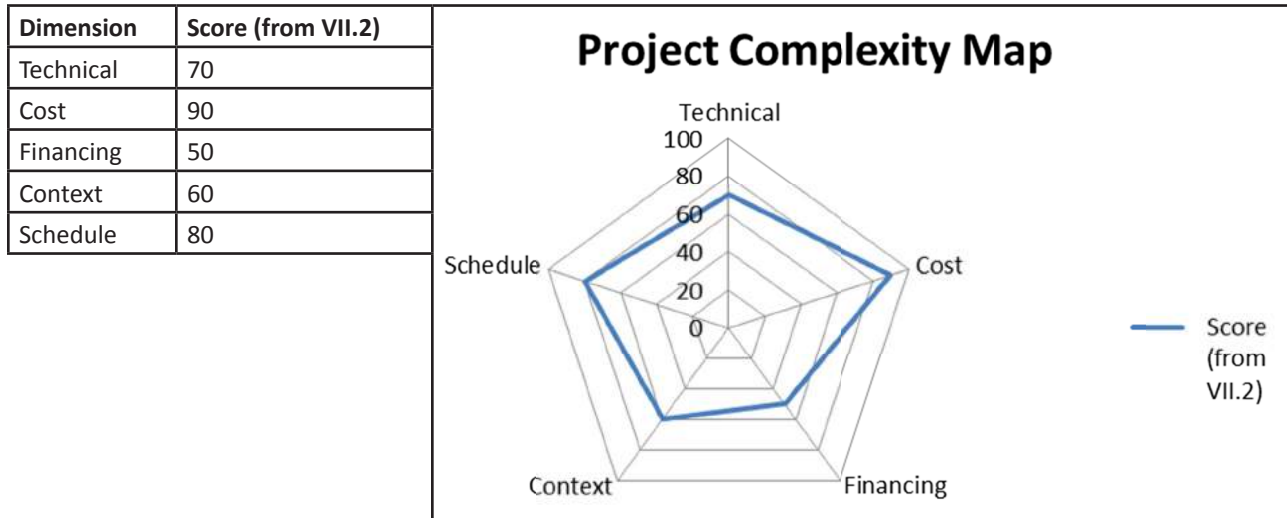 Dimension Score (from VII.2)
Technical 70
Cost 90
Financing 50
Context 60
Schedule 80
Project Complexity Map
Technical
100
80
60
40
20
0
Schedule
Cost
Context
Financing
Score
(from
VII.2)